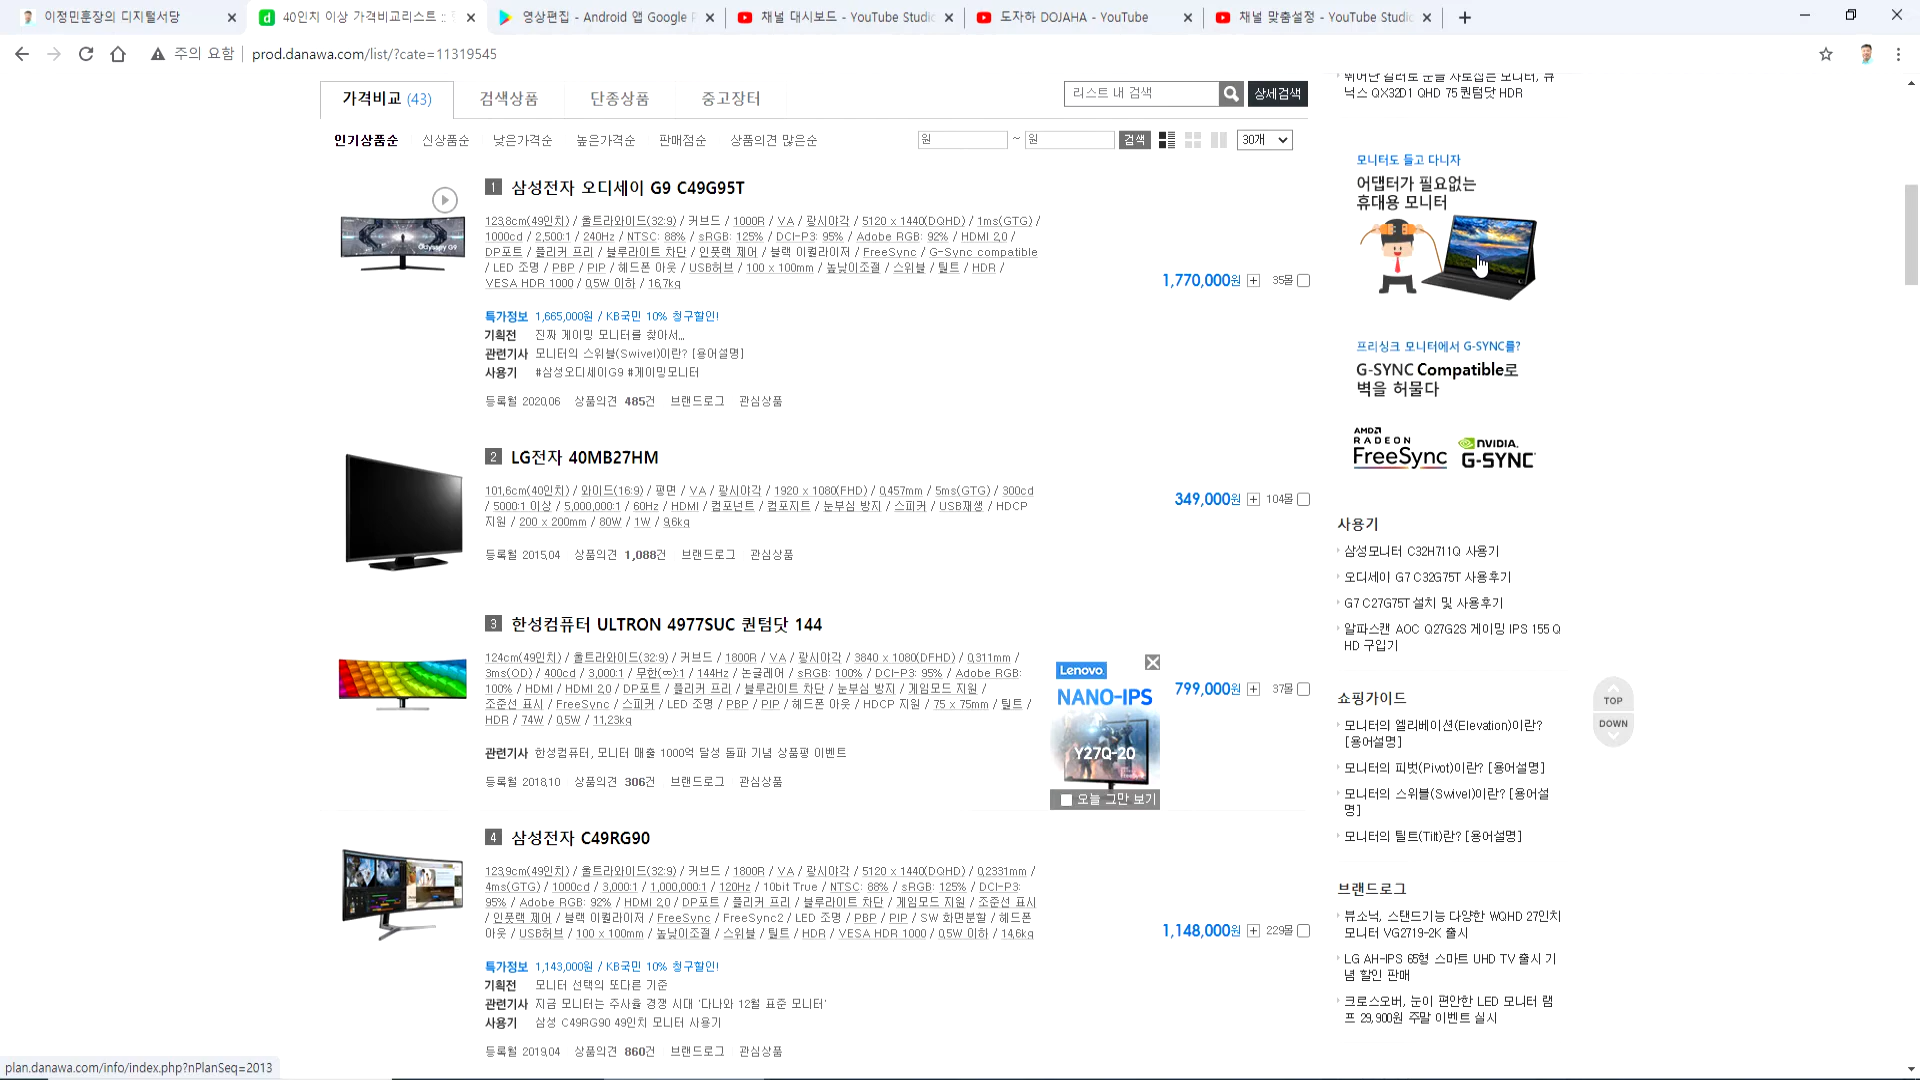 이정민훈장의 디지털서당
40인치 이상 가격비교리스트 ::
영상편집 - Android 앱 Google P
채널 대시보드 - YouTube Studio
도자하 DOJAHA - YouTube
채널 맞춤설정 - YouTube Studio
주의 요함
prod.danawa.com/list/?cate=11319545
가격비교 (43)
검색상품
단종상품
중고장터
리스트 내 검색
상세검색
인기상품순
신상품순
낮은가격순
높은가격순
판매점순
상품의견 많은순
원 ~ 원 검색
30개
1 삼성전자 오디세이 G9 C49G95T
123.8cm(49인치) / 울트라와이드(32:9) / 커브드 / 1000R / VA / 광시야각 / 5120 x 1440(DQHD) / 1ms(GTG) /
1000cd / 2,500:1 / 240Hz / NTSC: 88% / sRGB: 125% / DCI-P3: 95% / Adobe RGB: 92% / HDMI 2.0 /
DP포트 / 플리커 프리 / 블루라이트 차단 / 인풋랙 제어 / 블랙 이퀄라이저 / FreeSync / G-Sync compatible
/ LED 조명 / PBP / PIP / 헤드폰 아웃 / USB허브 / 100 x 100mm / 높낮이조절 / 스위블 / 틸트 / HDR /
VESA HDR 1000 / 0.5W 이하 / 16.7kg
1,770,000원
35몰
특가정보 1,665,000원 / KB국민 10% 청구할인!
기획전 진짜 게이밍 모니터를 찾아서...
관련기사 모니터의 스위블(Swivel)이란? [용어설명]
사용기 #삼성오디세이G9 #게이밍모니터
등록월 2020.06 상품의견 485건 브랜드로그 관심상품
Odyssey G9
2 LG전자 40MB27HM
101.6cm(40인치) / 와이드(16:9) / 평면 / VA / 광시야각 / 1920 x 1080(FHD) / 0.457mm / 5ms(GTG) / 300cd
/ 5000:1 이상 / 5,000,000:1 / 60Hz / HDMI / 컴포넌트 / 컴포지트 / 눈부심 방지 / 스피커 / USB재생 / HDCP
지원 / 200 x 200mm / 80W / 1W / 9.6kg
349,000원
104몰
등록월 2015.04 상품의견 1,088건 브랜드로그 관심상품
3 한성컴퓨터 ULTRON 4977SUC 퀀텀닷 144
124cm(49인치) / 울트라와이드(32:9) / 커브드 / 1800R / VA / 광시야각 / 3840 x 1080(DFHD) / 0.311mm /
3ms(OD) / 400cd / 3,000:1 / 무한(∞):1 / 144Hz / 논글레어 / sRGB: 100% / DCI-P3: 95% / Adobe RGB:
100% / HDMI / HDMI 2.0 / DP포트 / 플리커 프리 / 블루라이트 차단 / 눈부심 방지 / 게임모드 지원 /
조준선 표시 / FreeSync / 스피커 / LED 조명 / PBP / PIP / 헤드폰 아웃 / HDCP 지원 / 75 x 75mm / 틸트 /
HDR / 74W / 0.5W / 11.23kg
799,000원
37몰
관련기사 한성컴퓨터, 모니터 매출 1000억 달성 돌파 기념 상품평 이벤트
등록월 2018.10 상품의견 306건 브랜드로그 관심상품
Lenovo
NANO-IPS
Y27Q-20
오늘 그만 보기
4 삼성전자 C49RG90
123.9cm(49인치) / 울트라와이드(32:9) / 커브드 / 1800R / VA / 광시야각 / 5120 x 1440(DQHD) / 0.2331mm /
4ms(GTG) / 1000cd / 3,000:1 / 1,000,000:1 / 120Hz / 10bit True / NTSC: 88% / sRGB: 125% / DCI-P3:
95% / Adobe RGB: 92% / HDMI 2.0 / DP포트 / 플리커 프리 / 블루라이트 차단 / 게임모드 지원 / 조준선 표시
/ 인풋랙 제어 / 블랙 이퀄라이저 / FreeSync / FreeSync2 / LED 조명 / PBP / PIP / SW 화면분할 / 헤드폰
아웃 / USB허브 / 100 x 100mm / 높낮이조절 / 스위블 / 틸트 / HDR / VESA HDR 1000 / 0.5W 이하 / 14.6kg
1,148,000원
229몰
특가정보 1,143,000원 / KB국민 10% 청구할인!
기획전 모니터 선택의 또다른 기준
관련기사 지금 모니터는 주사율 경쟁 시대 '다나와 12월 표준 모니터'
사용기 삼성 C49RG90 49인치 모니터 사용기
등록월 2019.04 상품의견 860건 브랜드로그 관심상품
뛰어난 컬러로 눈을 사로잡는 모니터, 큐
닉스 QX32D1 QHD 75 퀀텀닷 HDR
모니터도 들고 다니자
어댑터가 필요없는
휴대용 모니터
프리싱크 모니터에서 G-SYNC를?
G-SYNC Compatible로
벽을 허물다
AMD
RADEON
FreeSync
NVIDIA.
G-SYNC
사용기
삼성모니터 C32H711Q 사용기
오디세이 G7 C32G75T 사용후기
G7 C27G75T 설치 및 사용후기
알파스캔 AOC Q27G2S 게이밍 IPS 155 Q
HD 구입기
쇼핑가이드
모니터의 엘리베이션(Elevation)이란?
[용어설명]
모니터의 피벗(Pivot)이란? [용어설명]
모니터의 스위블(Swivel)이란? [용어설
명]
모니터의 틸트(Tilt)란? [용어설명]
브랜드로그
뷰소닉, 스탠드기능 다양한 WQHD 27인치
모니터 VG2719-2K 출시
LG AH-IPS 65형 스마트 UHD TV 출시 기
념 할인 판매
크로스오버, 눈이 편안한 LED 모니터 램
프 29,900원 주말 이벤트 실시
TOP
DOWN
plan.danawa.com/info/index.php?nPlanSeq=2013